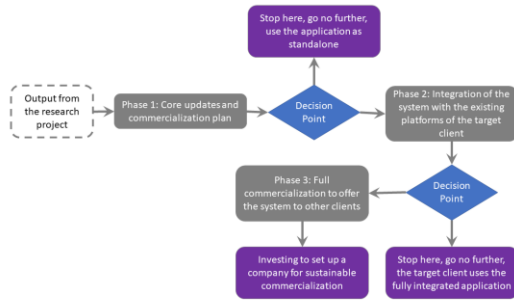 Stop here, go no further,
use the application as
standalone
Output from
the research
project
Phase 1: Core updates and
commercialization plan
Decision
Point
Phase 2: Integration of the
system with the existing
platforms of the target
client
Phase 3: Full
commercialization to offer
the system to other clients
Decision
Point
Investing to set up a
company for sustainable
commercialization
Stop here, go no further,
the target client uses the
fully integrated application